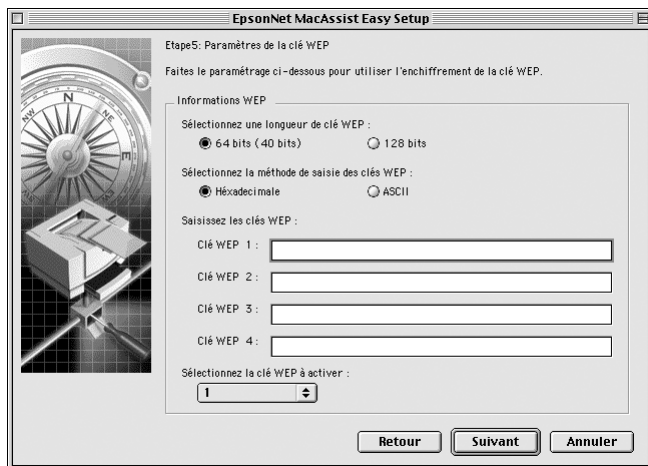 EpsonNet MacAssist Easy Setup
Etape5: Paramètres de la clé WEP
Faites le paramétrage ci-dessous pour utiliser l'enchiffrement de la clé WEP.
Informations WEP
Sélectionnez une longueur de clé WEP :
64 bits (40 bits) 128 bits
Sélectionnez la méthode de saisie des clés WEP :
Héxadecimale ASCII
Saisissez les clés WEP :
Clé WEP 1 :
Clé WEP 2 :
Clé WEP 3 :
Clé WEP 4 :
Sélectionnez la clé WEP à activer :
1
Retour Suivant Annuler
N
NE
E
NW
W